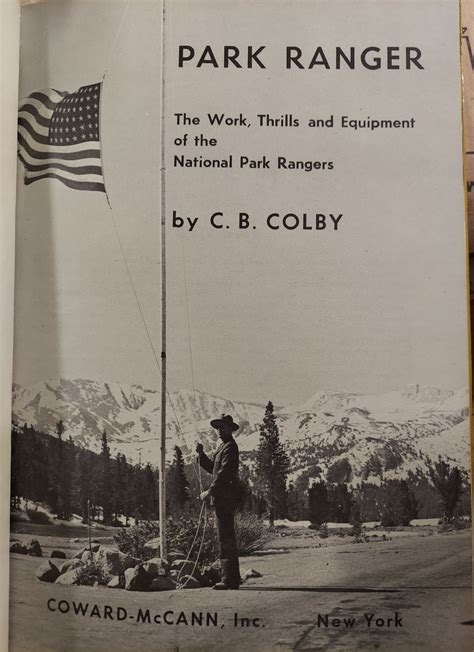 PARK RANGER
The Work, Thrills and Equipment
of the
National Park Rangers
by C. B. COLBY
COWARD-McCANN, Inc. New York